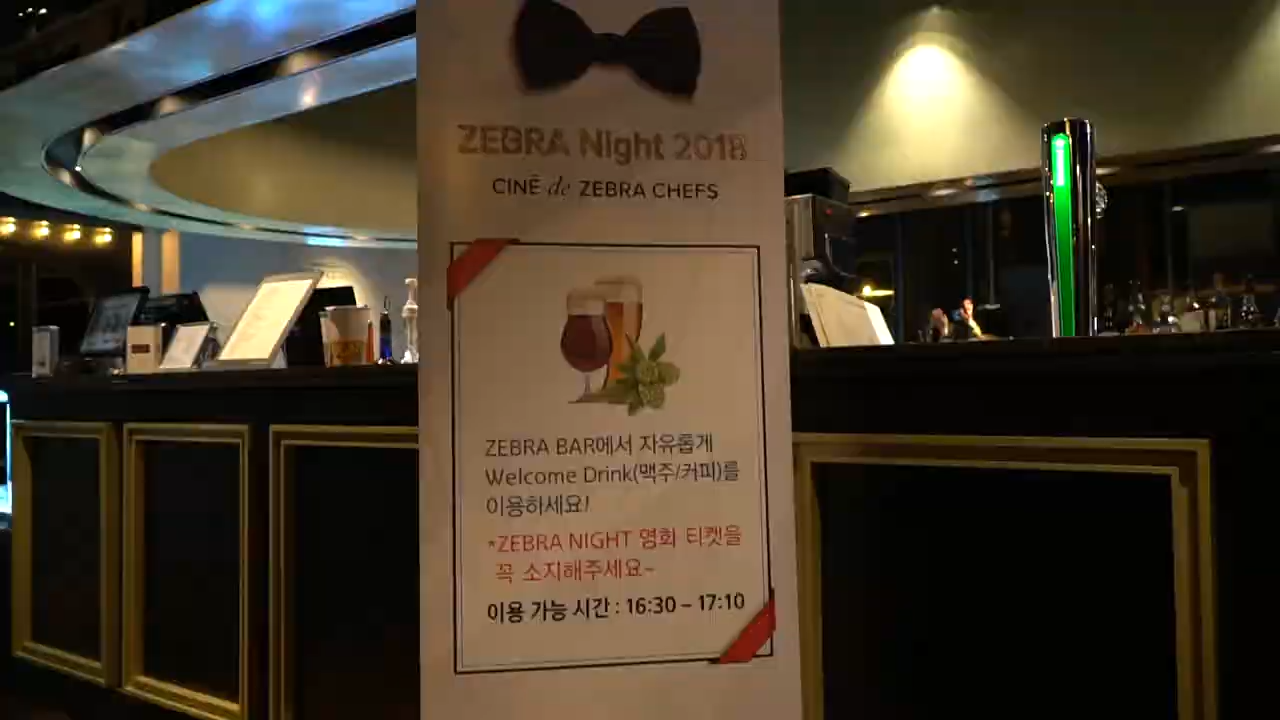 ZEBRA Night 2018
CINĒ de ZEBRA CHEFS
ZEBRA BAR에서 자유롭게
Welcome Drink(맥주/커피)를
이용하세요!
*ZEBRA NIGHT 영화 티켓을
꼭 소지해주세요~
이용 가능 시간 : 16:30 – 17:10